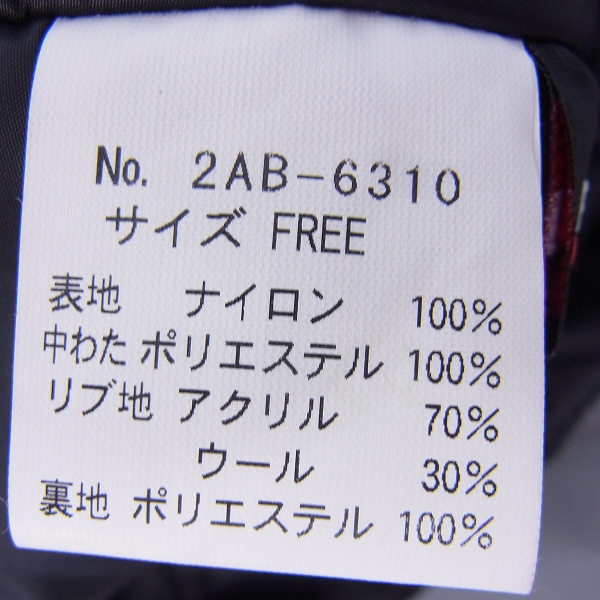 No. 2AB-6310
サイズ FREE
表地 ナイロン 100%
中わた ポリエステル 100%
リブ地 アクリル 70%
ウール 30%
裏地 ポリエステル 100%